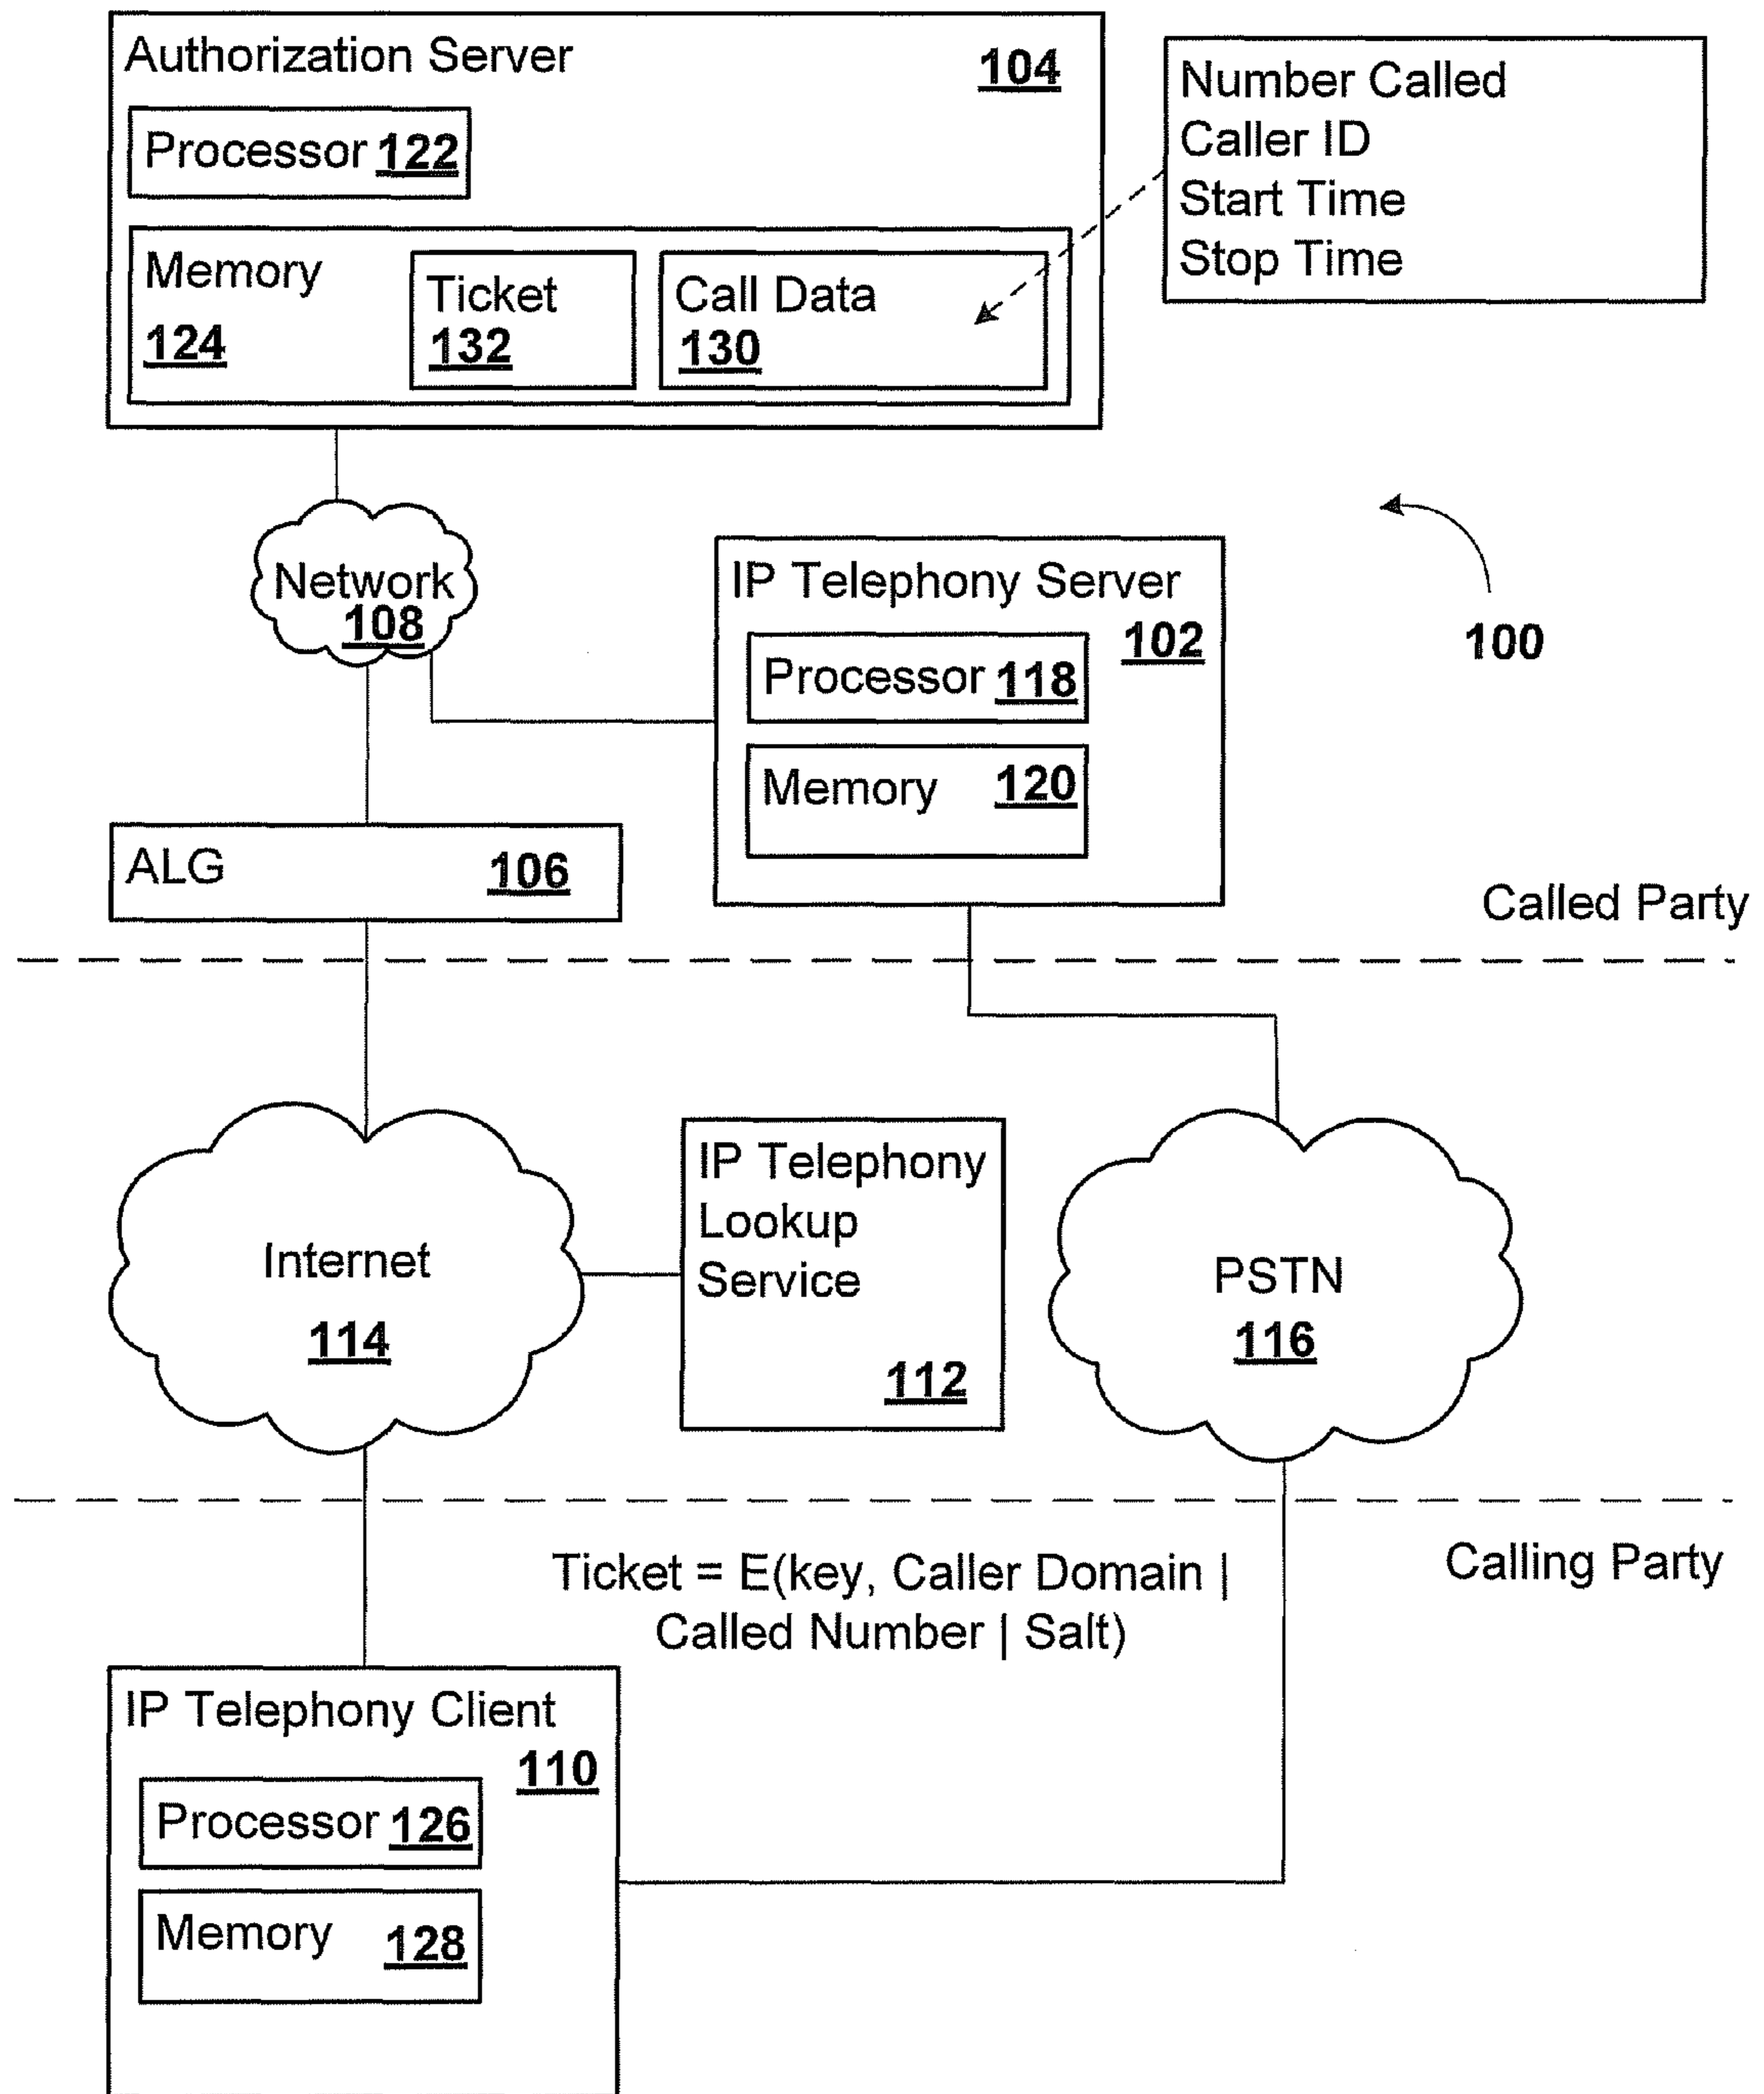 Authorization Server
104
Processor 122
Memory
124
Ticket
132
Call Data
130
Number Called
Caller ID
Start Time
Stop Time
Network
108
IP Telephony Server
102
Processor 118
Memory 120
100
ALG 106
Called Party
Internet
114
IP Telephony
Lookup
Service
112
PSTN
116
Calling Party
Ticket = E(key, Caller Domain |
Called Number | Salt)
IP Telephony Client
110
Processor 126
Memory 128